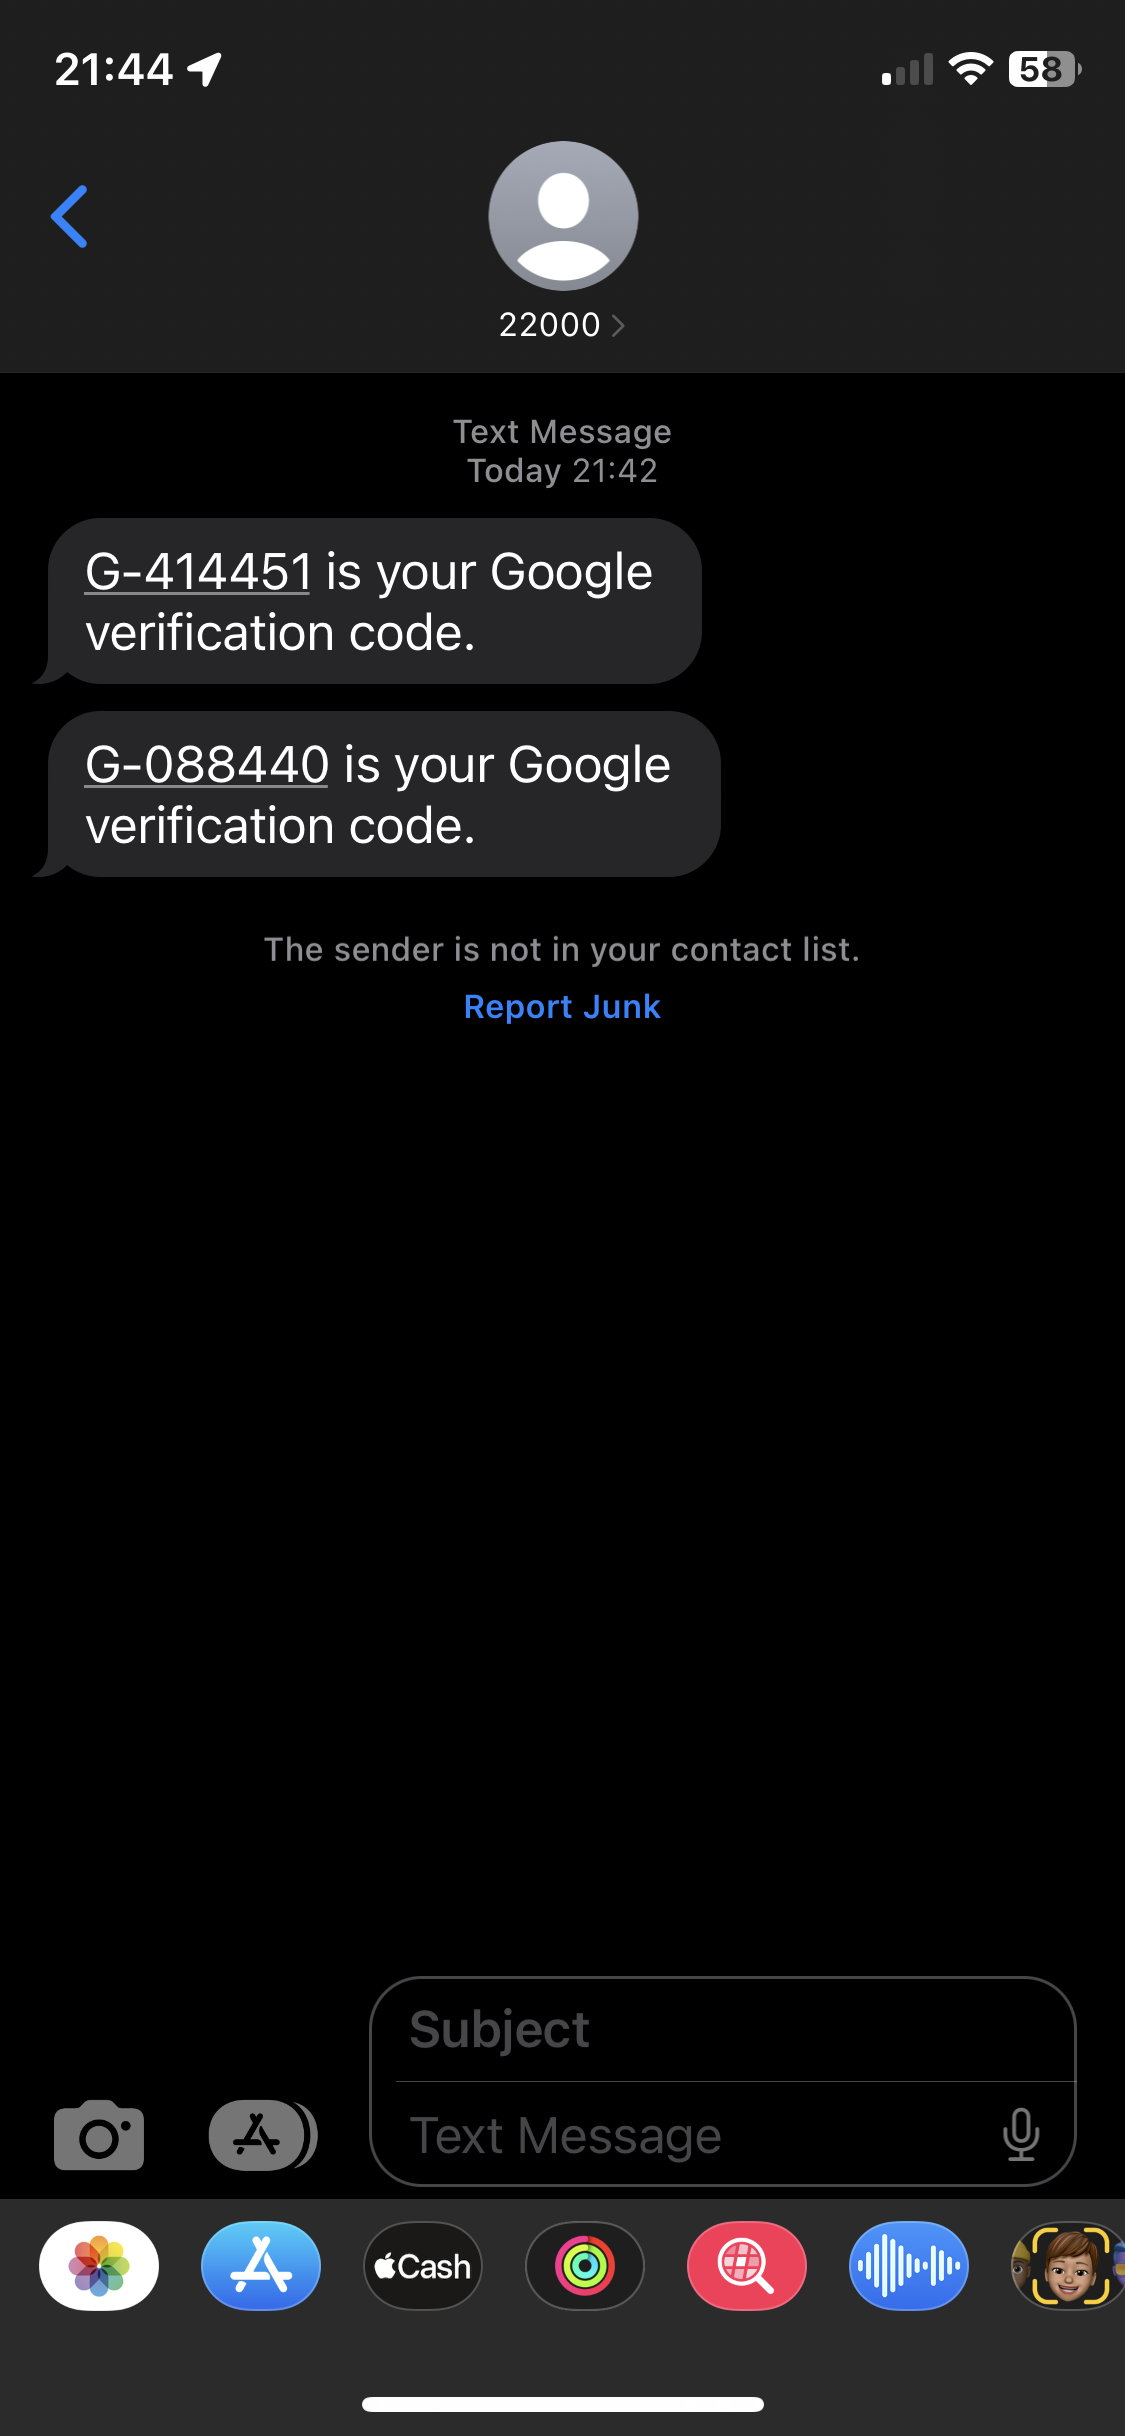 21:44
58
22000
Text Message
Today 21:42
G-414451 is your Google
verification code.
G-088440 is your Google
verification code.
The sender is not in your contact list.
Report Junk
Subject
Text Message
Cash